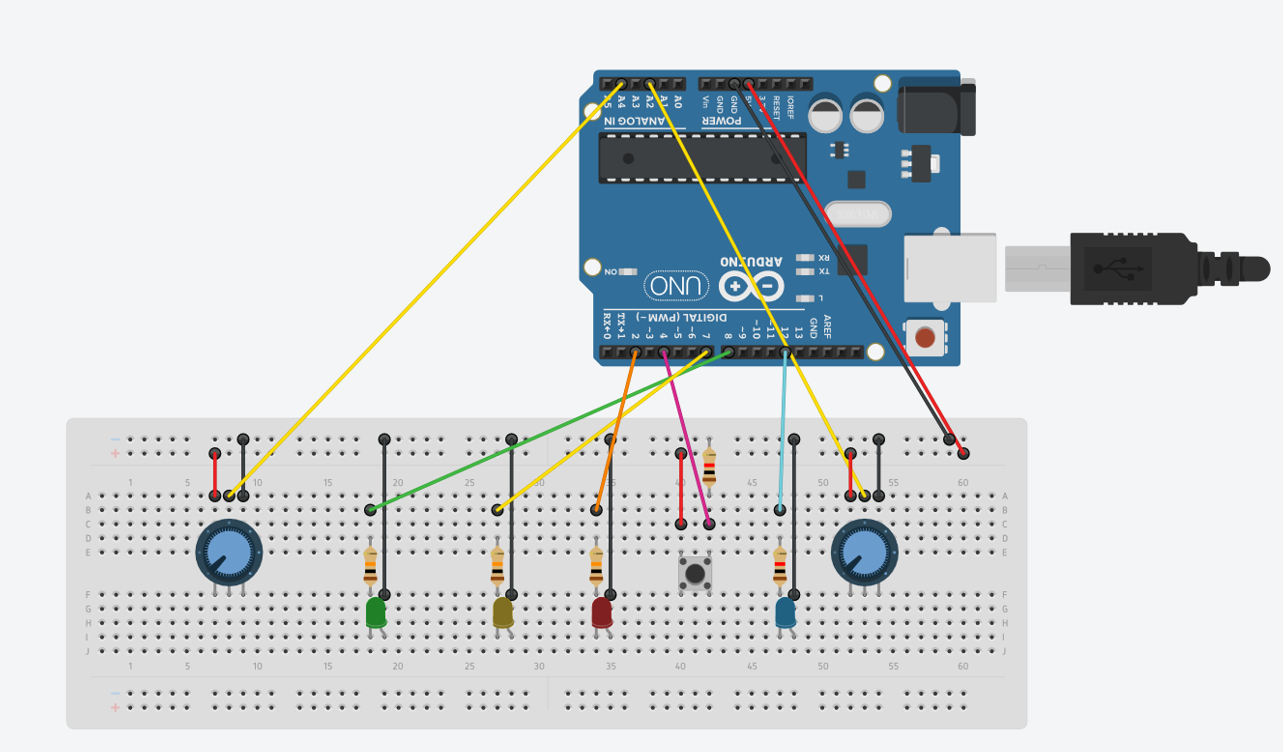 A5 A4 A3 A2 A1 A0
Vin GND GND 5V 3.3V RESET IOREF
ANALOG IN
POWER
RX
TX
ON
ARDUINO
UNO
L
DIGITAL (PWM~)
RX←0 TX→1 2 ~3 4 ~5 ~6 7 8 ~9 ~10 ~11 12 13 GND AREF
− +
1 5 10 15 20 25 30 35 40 45 50 55 60
A A
B B
C C
D D
E E
F F
G G
H H
I I
J J
1 5 10 15 20 25 30 35 40 45 50 55 60
− +